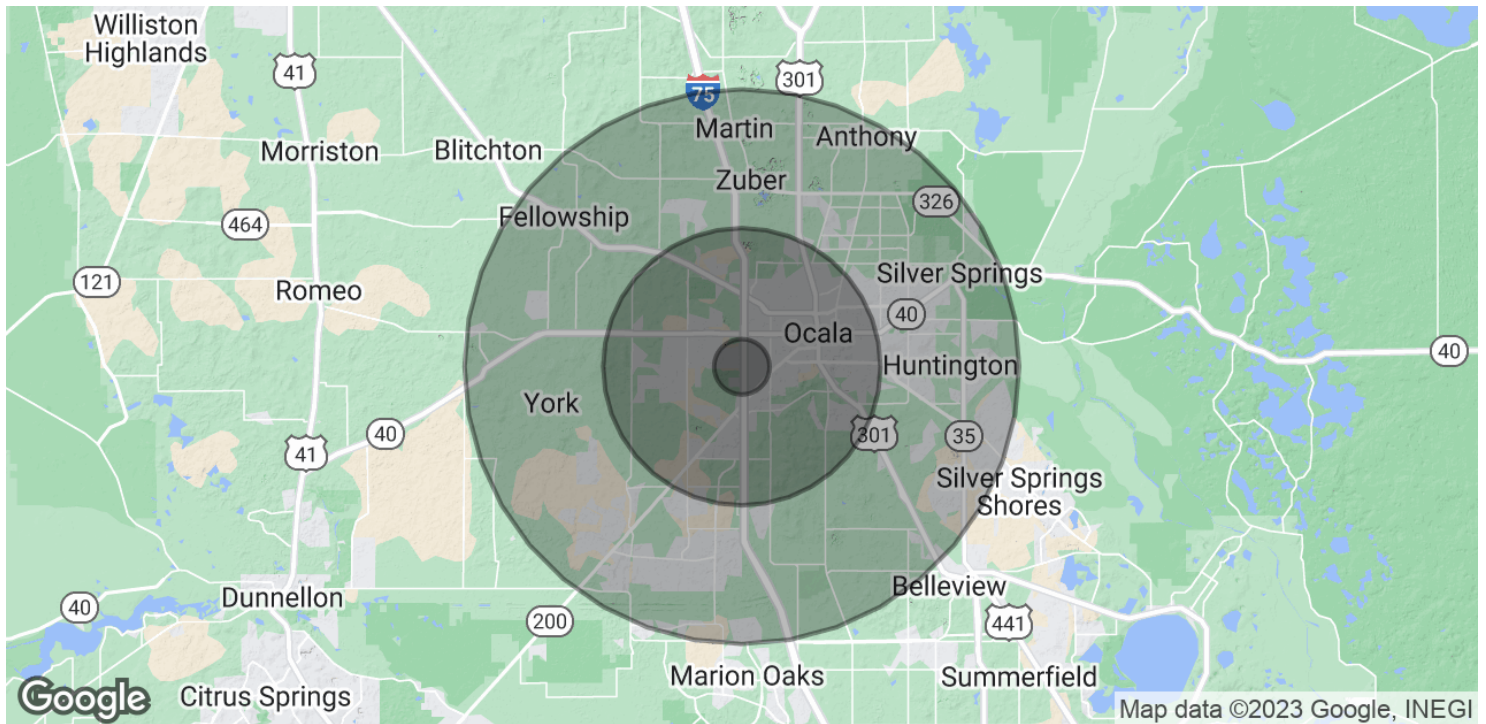 Williston
Highlands
41
301
75
Martin
Anthony
Morriston
Blitchton
Zuber
326
Fellowship
464
Silver Springs
121
Romeo
40
Ocala
40
Huntington
York
40
301
35
41
Silver Springs
Shores
Belleview
Dunnellon
40
200
441
Marion Oaks
Summerfield
Citrus Springs
Google
Map data ©2023 Google, INEGI